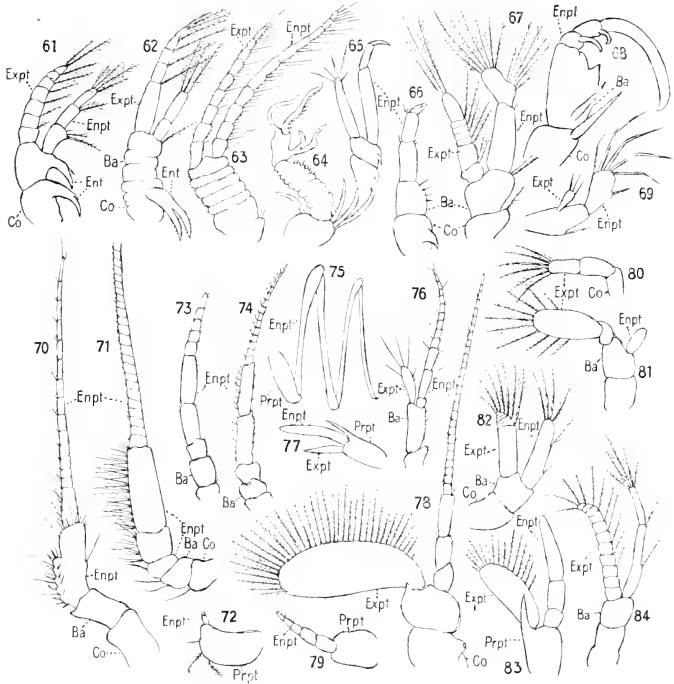 61
62
Expt
Enpt
65
67
Enpt
68
Expt
Expt
Enpt
66
Enpt
Ba
Enpt
Ba
Ent
Ent
63
64
Expt
Co
Expt
69
Co
Co
Ba
Co
Enpt
70
71
73
74
75
76
80
Enpt
Expt
Co
Enpt
Enpt
Enpt
Prpt
Expt
Enpt
Ba
81
Enpt
Prpt
Ba
82
Enpt
77
Expt
Expt
Ba
Ba
Ba
Co
78
Enpt
Ba Co
Enpt
Enpt
Expt
Expt
Expt
Ba
Enpt
72
Prpt
Ba
84
Co
Enpt
Prpt
79
Co
Prpt
83